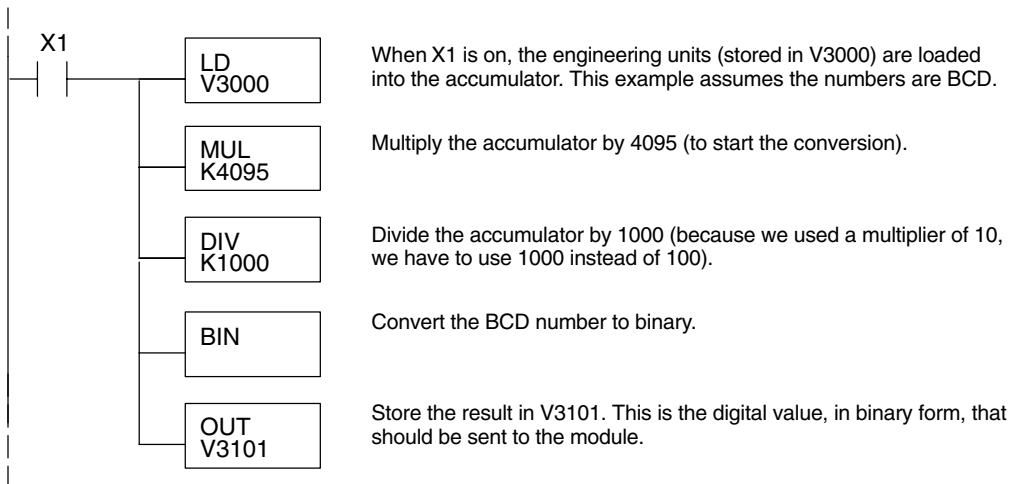 X1
LD
V3000
When X1 is on, the engineering units (stored in V3000) are loaded
into the accumulator. This example assumes the numbers are BCD.
MUL
K4095
Multiply the accumulator by 4095 (to start the conversion).
DIV
K1000
Divide the accumulator by 1000 (because we used a multiplier of 10,
we have to use 1000 instead of 100).
BIN
Convert the BCD number to binary.
OUT
V3101
Store the result in V3101. This is the digital value, in binary form, that
should be sent to the module.